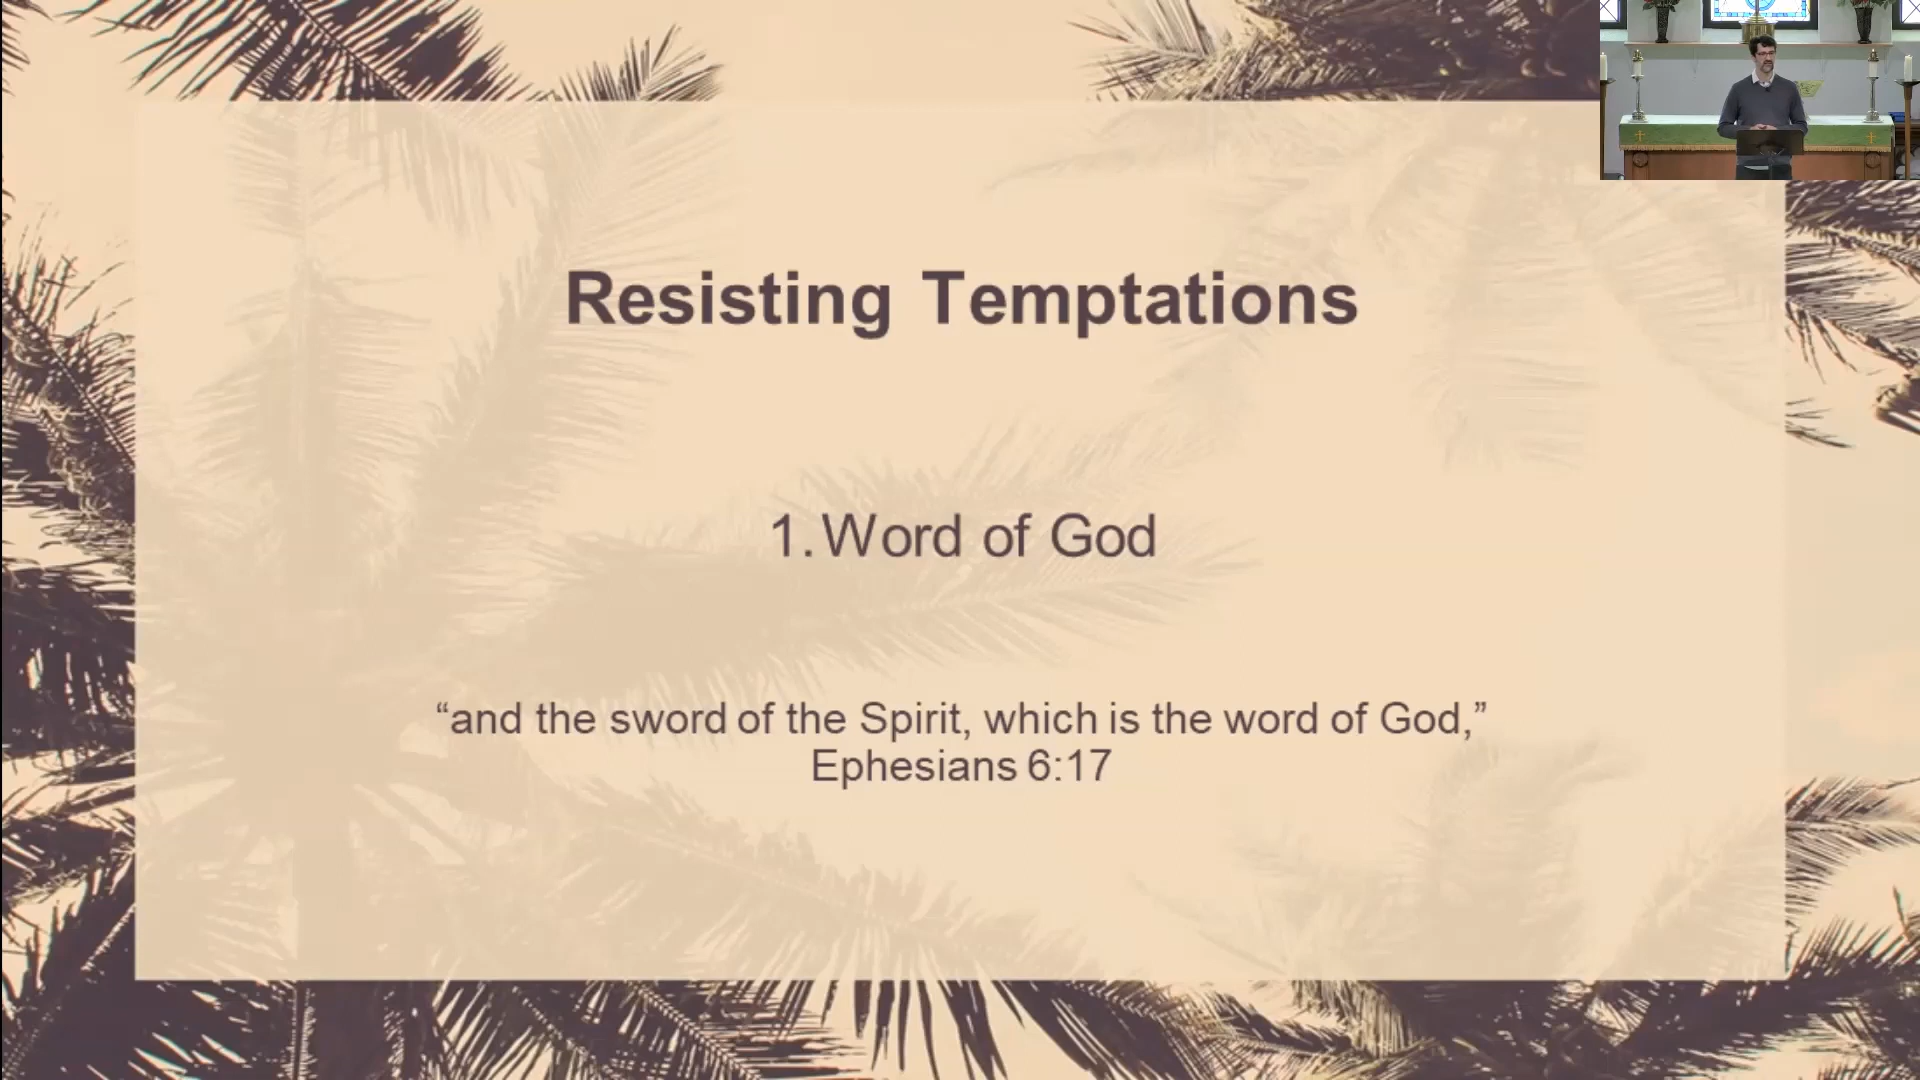 Resisting Temptations
1. Word of God
“and the sword of the Spirit, which is the word of God,”
Ephesians 6:17